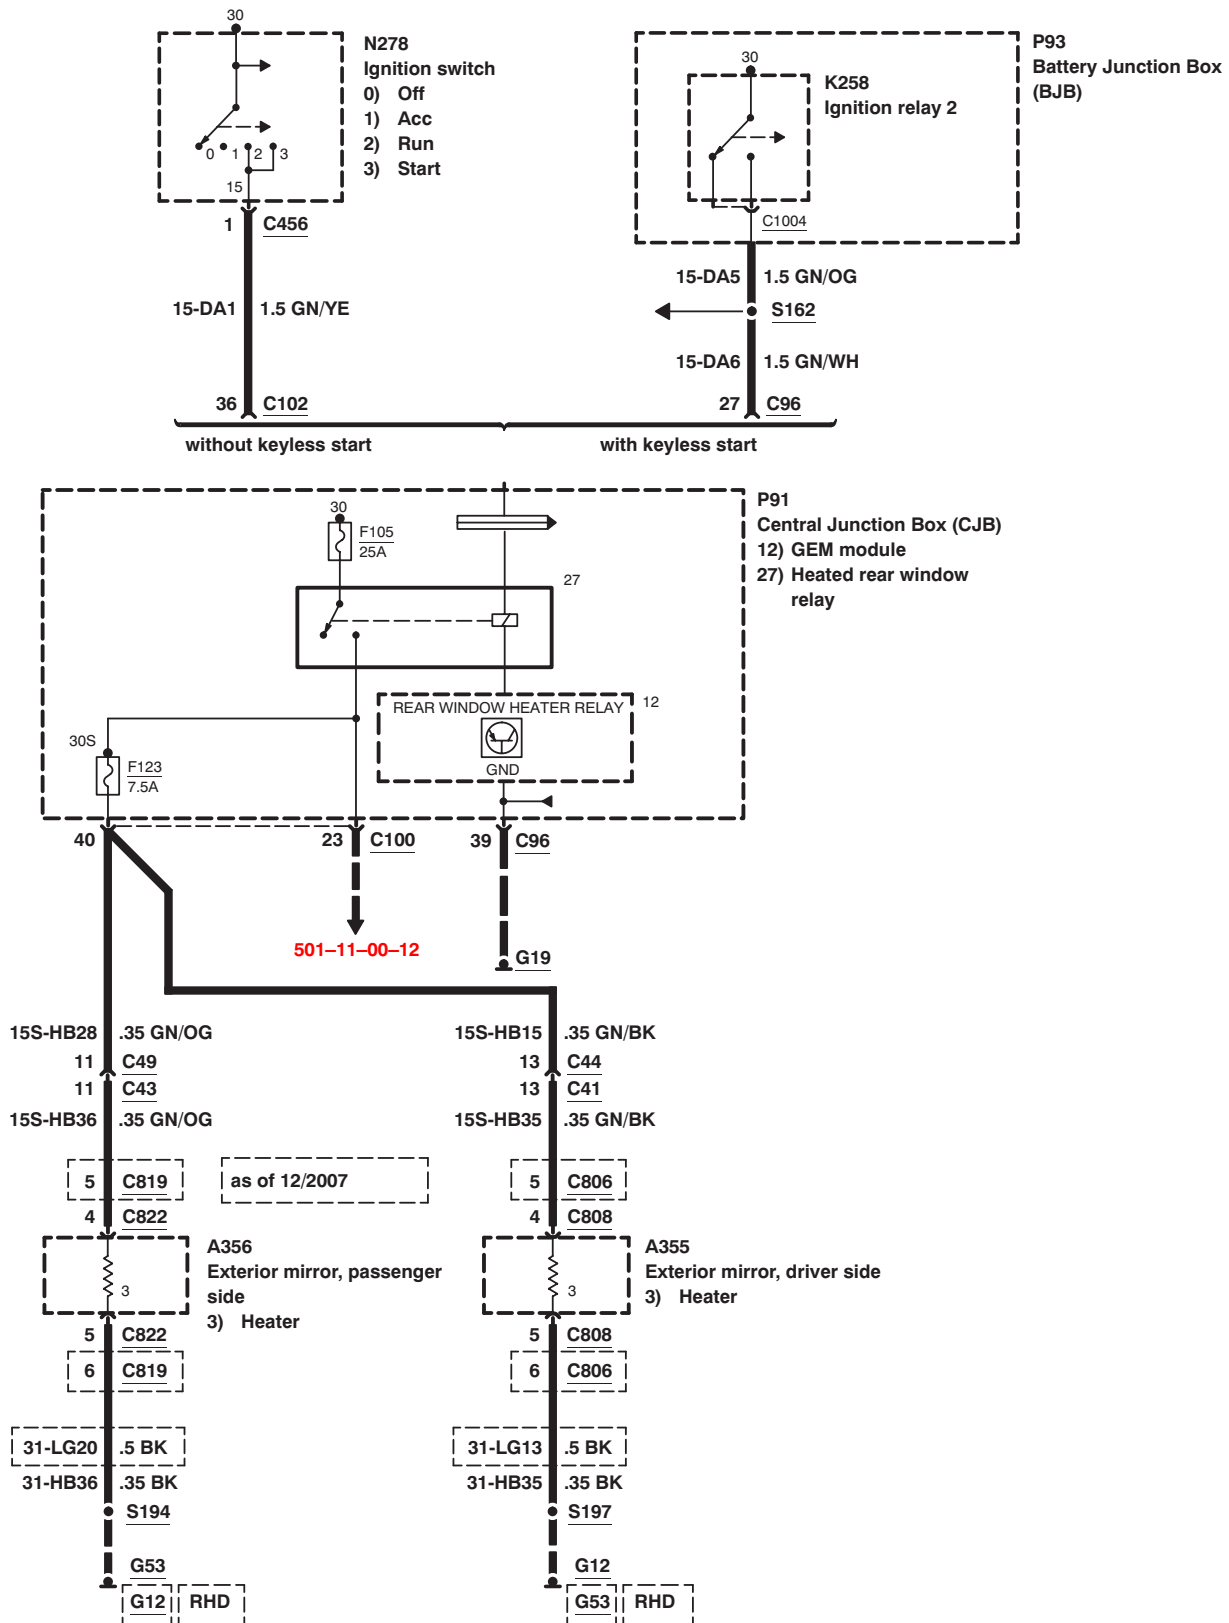 30
N278
Ignition switch
0) Off
1) Acc
2) Run
3) Start
0 1 2 3
15
1 C456
15-DA1 1.5 GN/YE
36 C102
without keyless start
P93
Battery Junction Box
(BJB)
30
K258
Ignition relay 2
C1004
15-DA5 1.5 GN/OG
S162
15-DA6 1.5 GN/WH
27 C96
with keyless start
P91
Central Junction Box (CJB)
12) GEM module
27) Heated rear window
relay
30
F105
25A
27
REAR WINDOW HEATER RELAY
12
GND
30S
F123
7.5A
40
23 C100
39 C96
501–11–00–12
G19
15S-HB28 .35 GN/OG
11 C49
11 C43
15S-HB36 .35 GN/OG
15S-HB15 .35 GN/BK
13 C44
13 C41
15S-HB35 .35 GN/BK
5 C819
as of 12/2007
5 C806
4 C822
4 C808
A356
Exterior mirror, passenger
side
3) Heater
3
A355
Exterior mirror, driver side
3) Heater
3
5 C822
6 C819
5 C808
6 C806
31-LG20 .5 BK
31-HB36 .35 BK
S194
31-LG13 .5 BK
31-HB35 .35 BK
S197
G53
G12 RHD
G12
G53 RHD